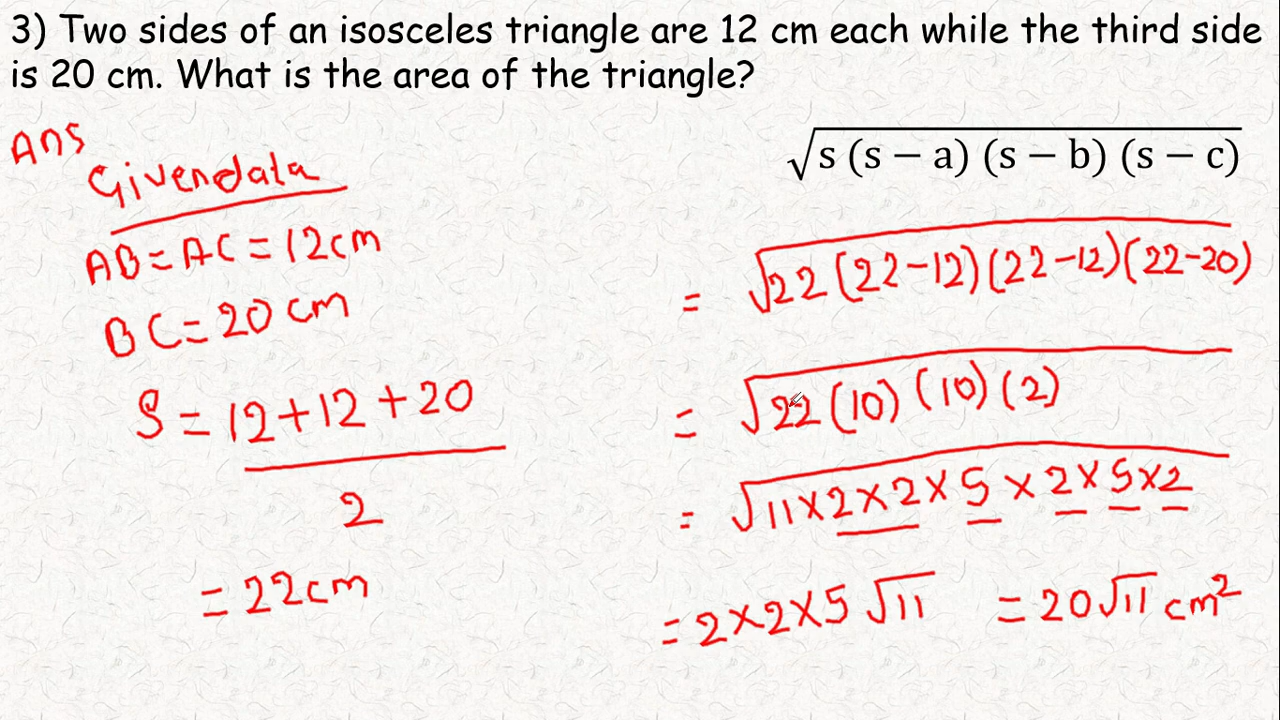 3) Two sides of an isosceles triangle are 12 cm each while the third side
is 20 cm. What is the area of the triangle?
Ans
Givendata
AB=AC=12cm
BC=20cm
S=12+12+20
2
=22cm
√s (s − a) (s − b) (s − c)
= √22(22-12)(22-12)(22-20)
= √22(10)(10)(2)
= √11×2×2×5×2×5×2
= 2×2×5√11 = 20√11 cm²